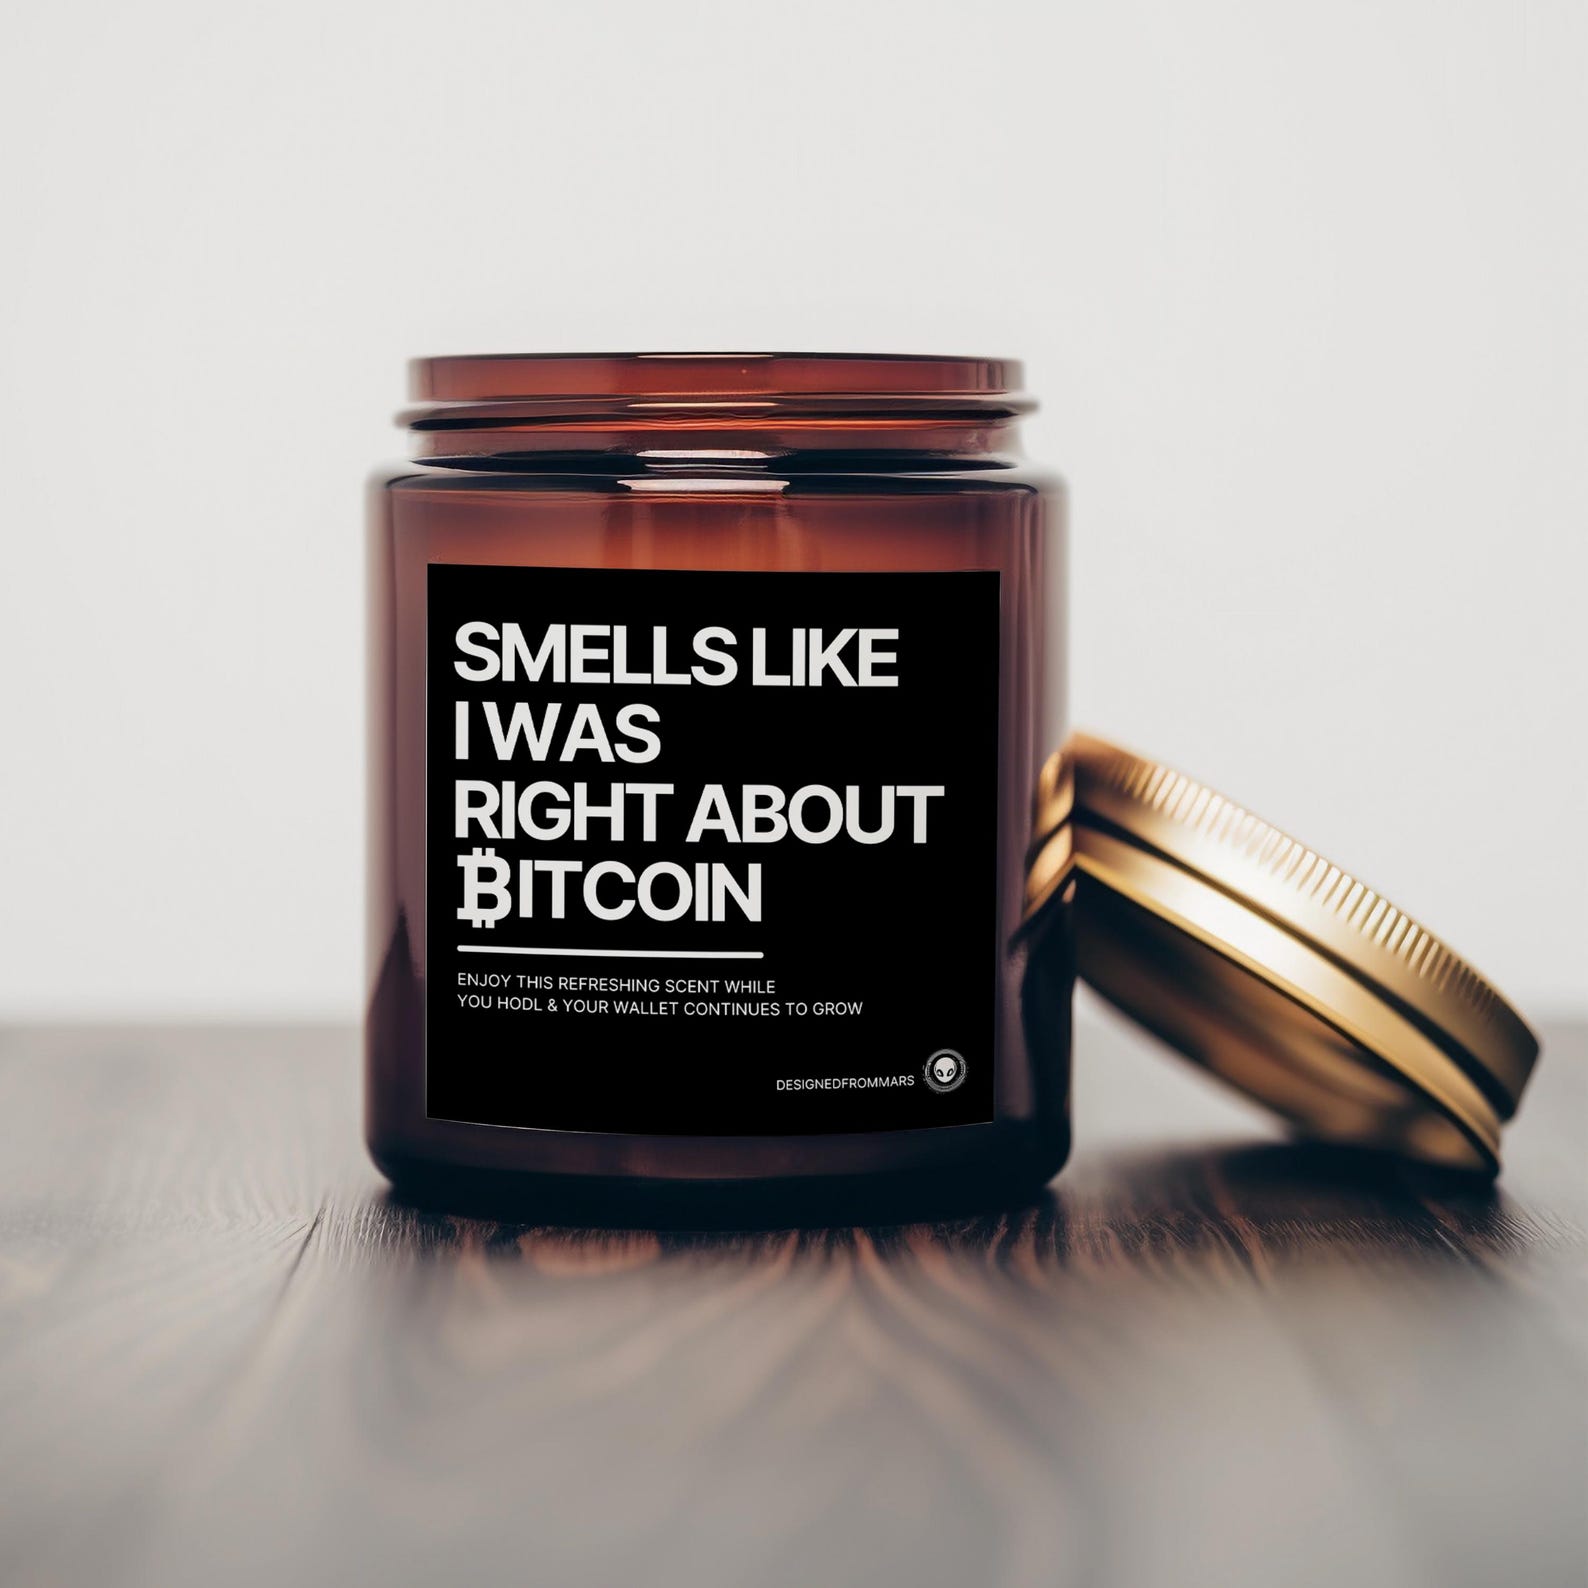 SMELLS LIKE
I WAS
RIGHT ABOUT
₿ITCOIN
ENJOY THIS REFRESHING SCENT WHILE
YOU HODL & YOUR WALLET CONTINUES TO GROW
DESIGNEDFROMMARS